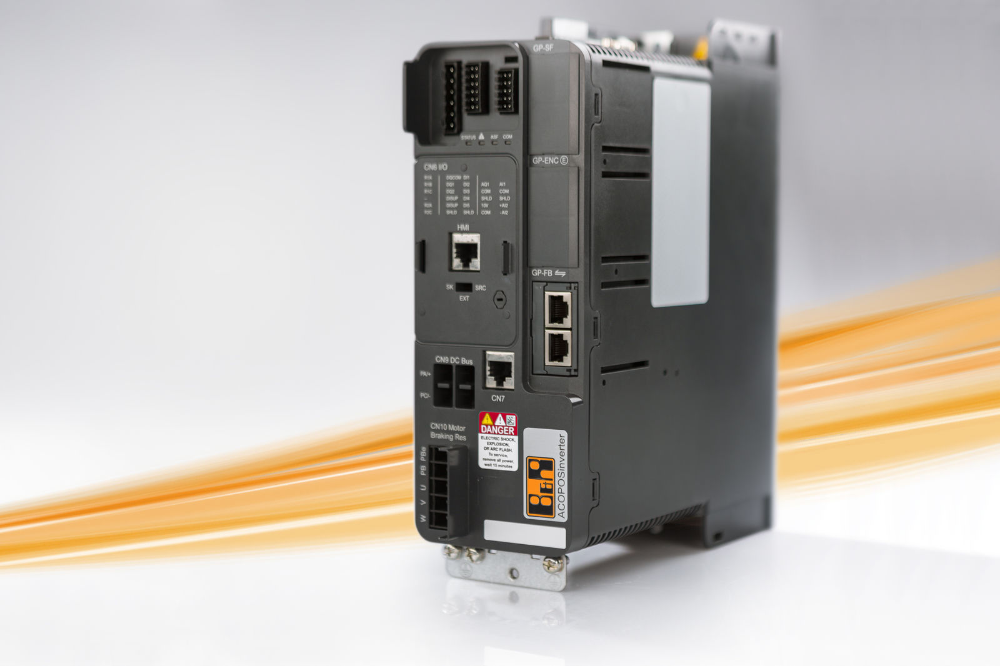 GP-SF
STATUS ASF COM
GP-ENC E
CN6 I/O
R1A DQCOM DI1
R1B DQ1 DI2 AQ1 AI1
R1C DQ2 DI3 COM COM
– DISUP DI4 SHLD SHLD
R2A DISUP DI5 10V +AI2
R2C SHLD SHLD COM -AI2
HMI
GP-FB
SK SRC
EXT
CN9 DC Bus
PA/+
PC/-
CN7
CN10 Motor
Braking Res
DANGER
ELECTRIC SHOCK,
EXPLOSION,
OR ARC FLASH.
To service,
remove all power,
wait 15 minutes
PBe
PB
U
V
W
B&R
ACOPOSinverter